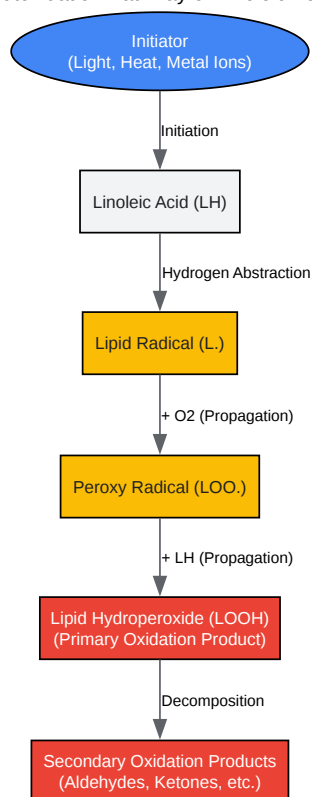 Initiator
(Light, Heat, Metal Ions)
Initiation
Linoleic Acid (LH)
Hydrogen Abstraction
Lipid Radical (L.)
+ O2 (Propagation)
Peroxy Radical (LOO.)
+ LH (Propagation)
Lipid Hydroperoxide (LOOH)
(Primary Oxidation Product)
Decomposition
Secondary Oxidation Products
(Aldehydes, Ketones, etc.)